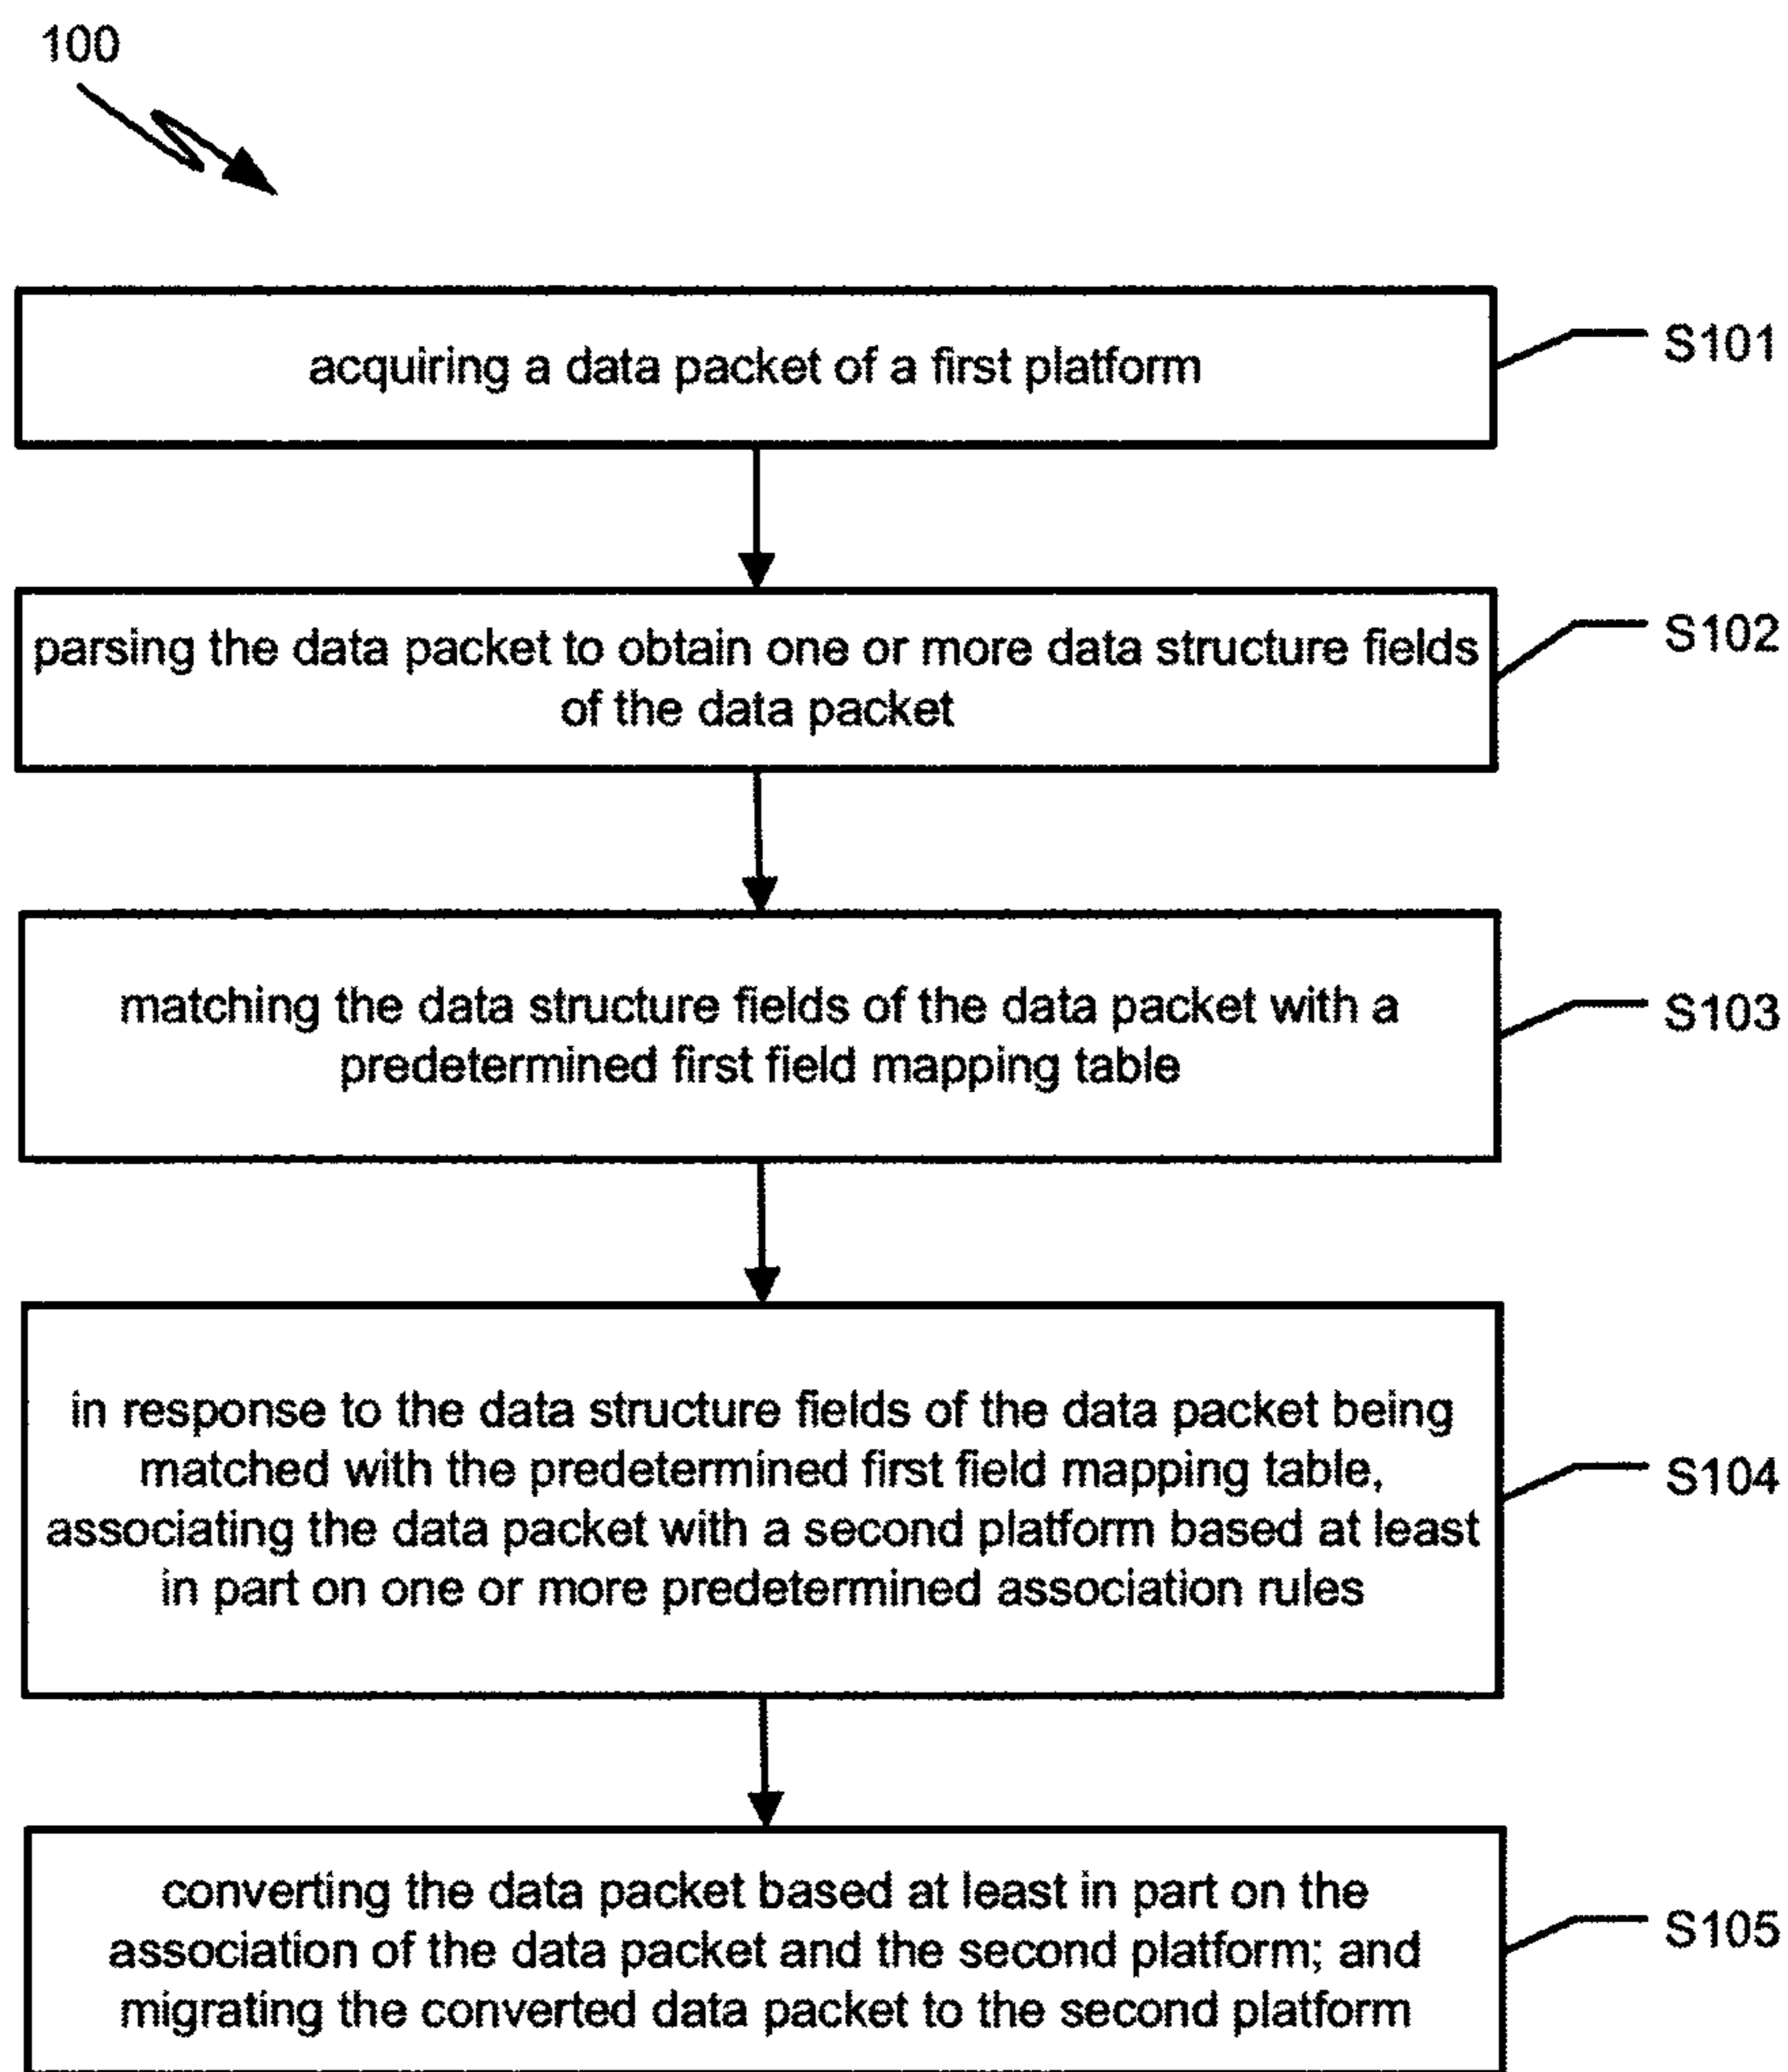 100
acquiring a data packet of a first platform
S101
parsing the data packet to obtain one or more data structure fields
of the data packet
S102
matching the data structure fields of the data packet with a
predetermined first field mapping table
S103
in response to the data structure fields of the data packet being
matched with the predetermined first field mapping table,
associating the data packet with a second platform based at least
in part on one or more predetermined association rules
S104
converting the data packet based at least in part on the
association of the data packet and the second platform; and
migrating the converted data packet to the second platform
S105